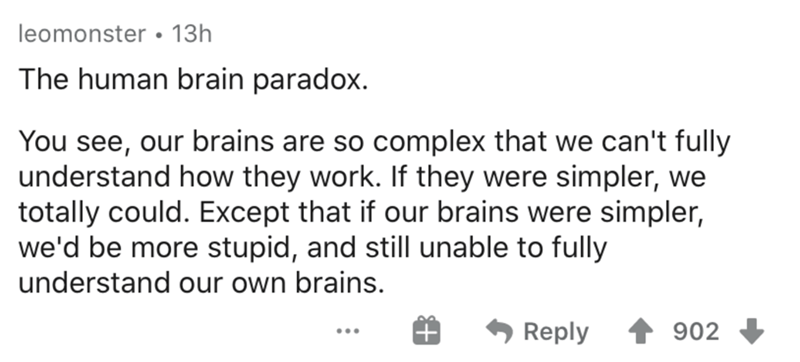 leomonster • 13h
The human brain paradox.
You see, our brains are so complex that we can't fully
understand how they work. If they were simpler, we
totally could. Except that if our brains were simpler,
we'd be more stupid, and still unable to fully
understand our own brains.
... Reply 902